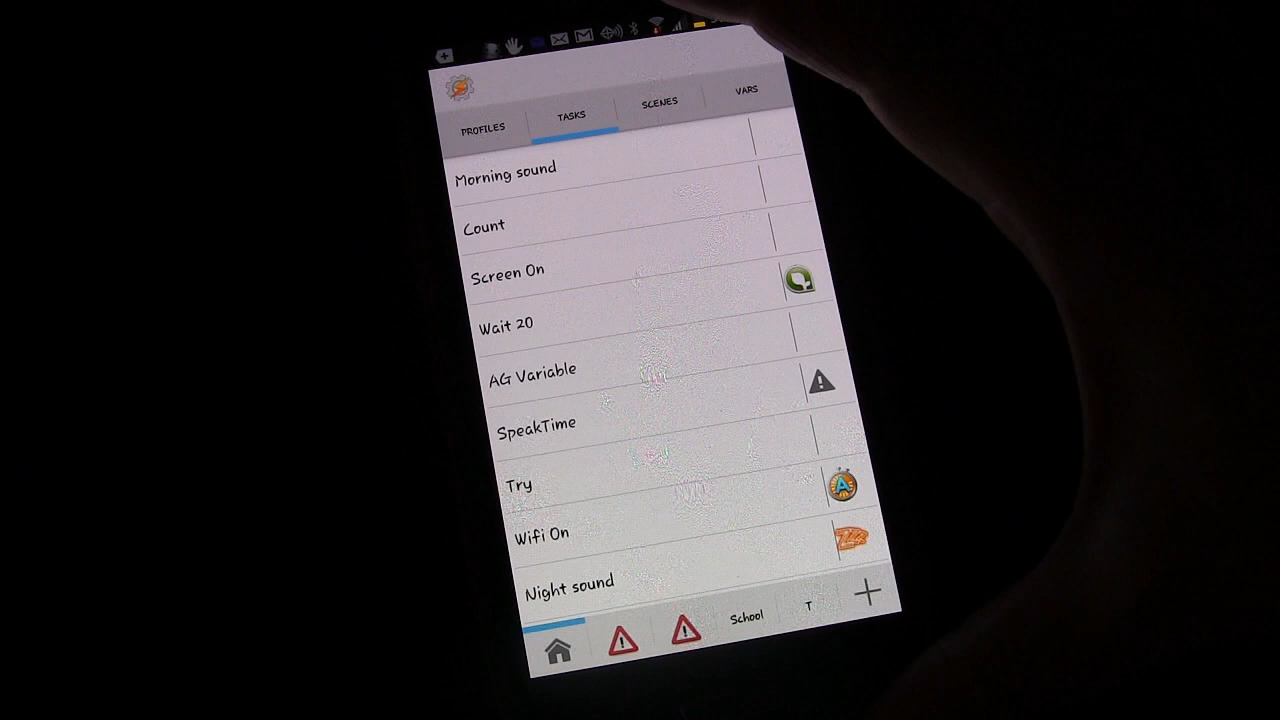 PROFILES TASKS SCENES VARS
Morning sound
Count
Screen On
Wait 20
AG Variable
SpeakTime
Try
Wifi On
Night sound
School T